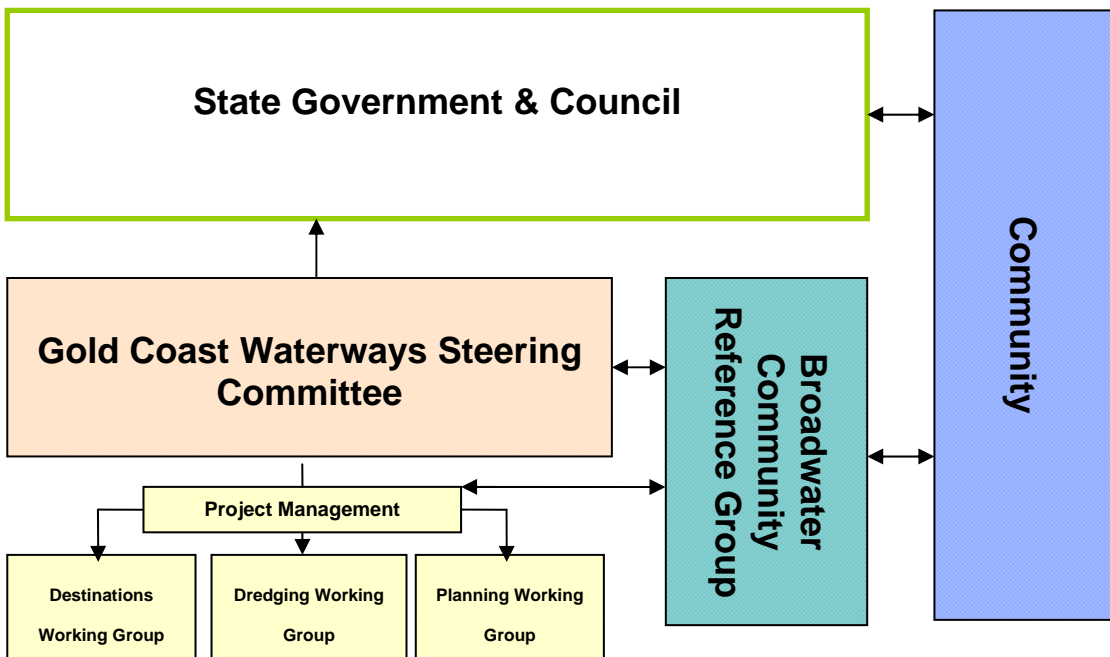 State Government & Council
Community
Gold Coast Waterways Steering
Committee
Broadwater
Community
Reference Group
Project Management
Destinations
Working Group
Dredging Working
Group
Planning Working
Group